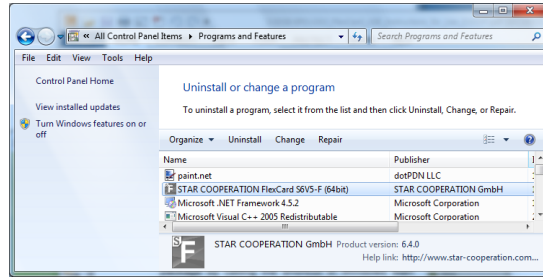 « All Control Panel Items ▸ Programs and Features
Search Programs and Features
File Edit View Tools Help
Control Panel Home
View installed updates
Turn Windows features on or
off
Uninstall or change a program
To uninstall a program, select it from the list and then click Uninstall, Change, or Repair.
Organize Uninstall Change Repair
Name Publisher I
paint.net dotPDN LLC
STAR COOPERATION FlexCard S6V5-F (64bit) STAR COOPERATION GmbH
Microsoft .NET Framework 4.5.2 Microsoft Corporation
Microsoft Visual C++ 2005 Redistributable Microsoft Corporation
STAR COOPERATION GmbH Product version: 6.4.0
Help link: http://www.star-cooperation.com...